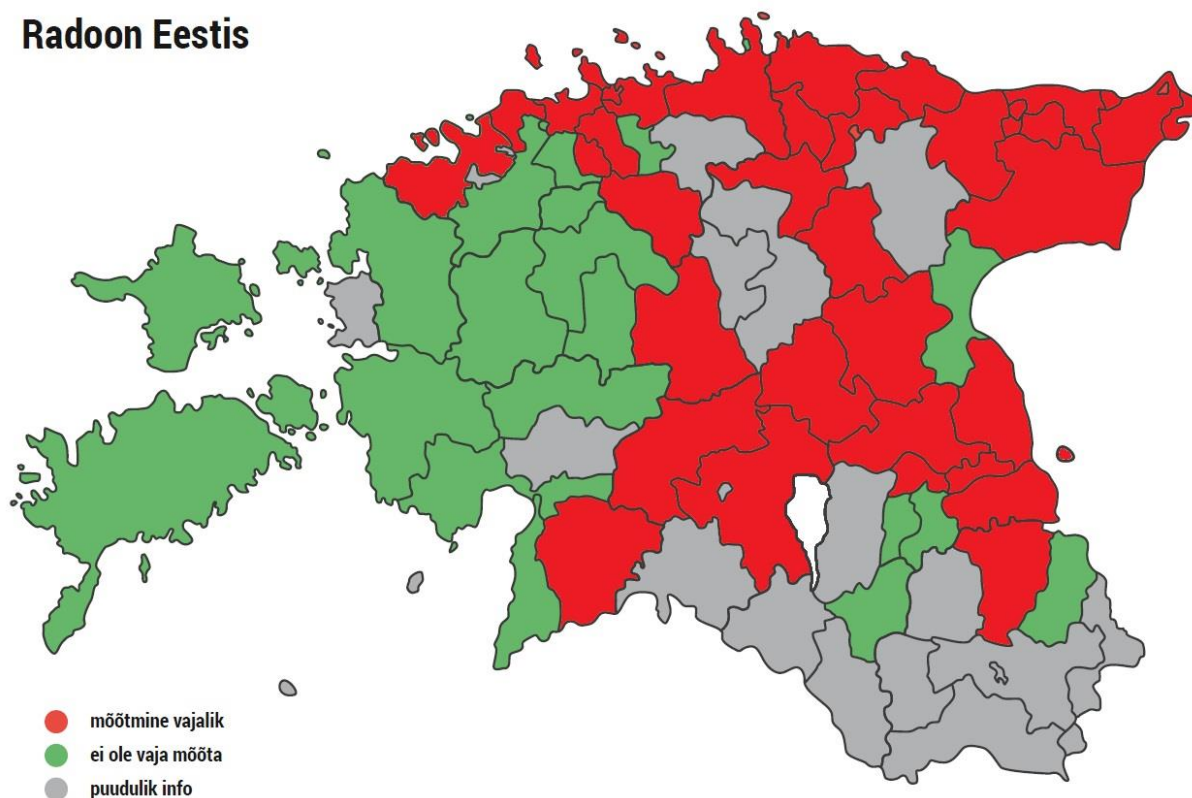 Radoon Eestis
mõõtmine vajalik
ei ole vaja mõõta
puudulik info